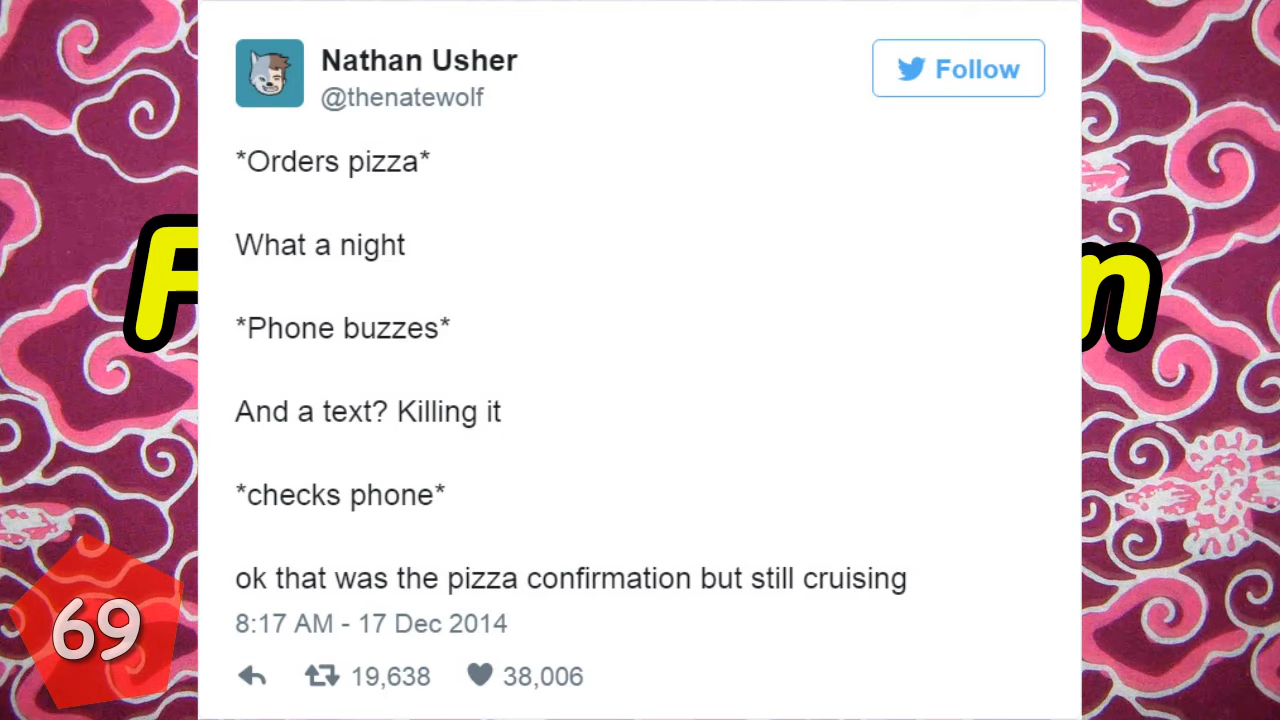 Nathan Usher
@thenatewolf
Follow
*Orders pizza*
What a night
*Phone buzzes*
And a text? Killing it
*checks phone*
ok that was the pizza confirmation but still cruising
8:17 AM - 17 Dec 2014
19,638 38,006
69